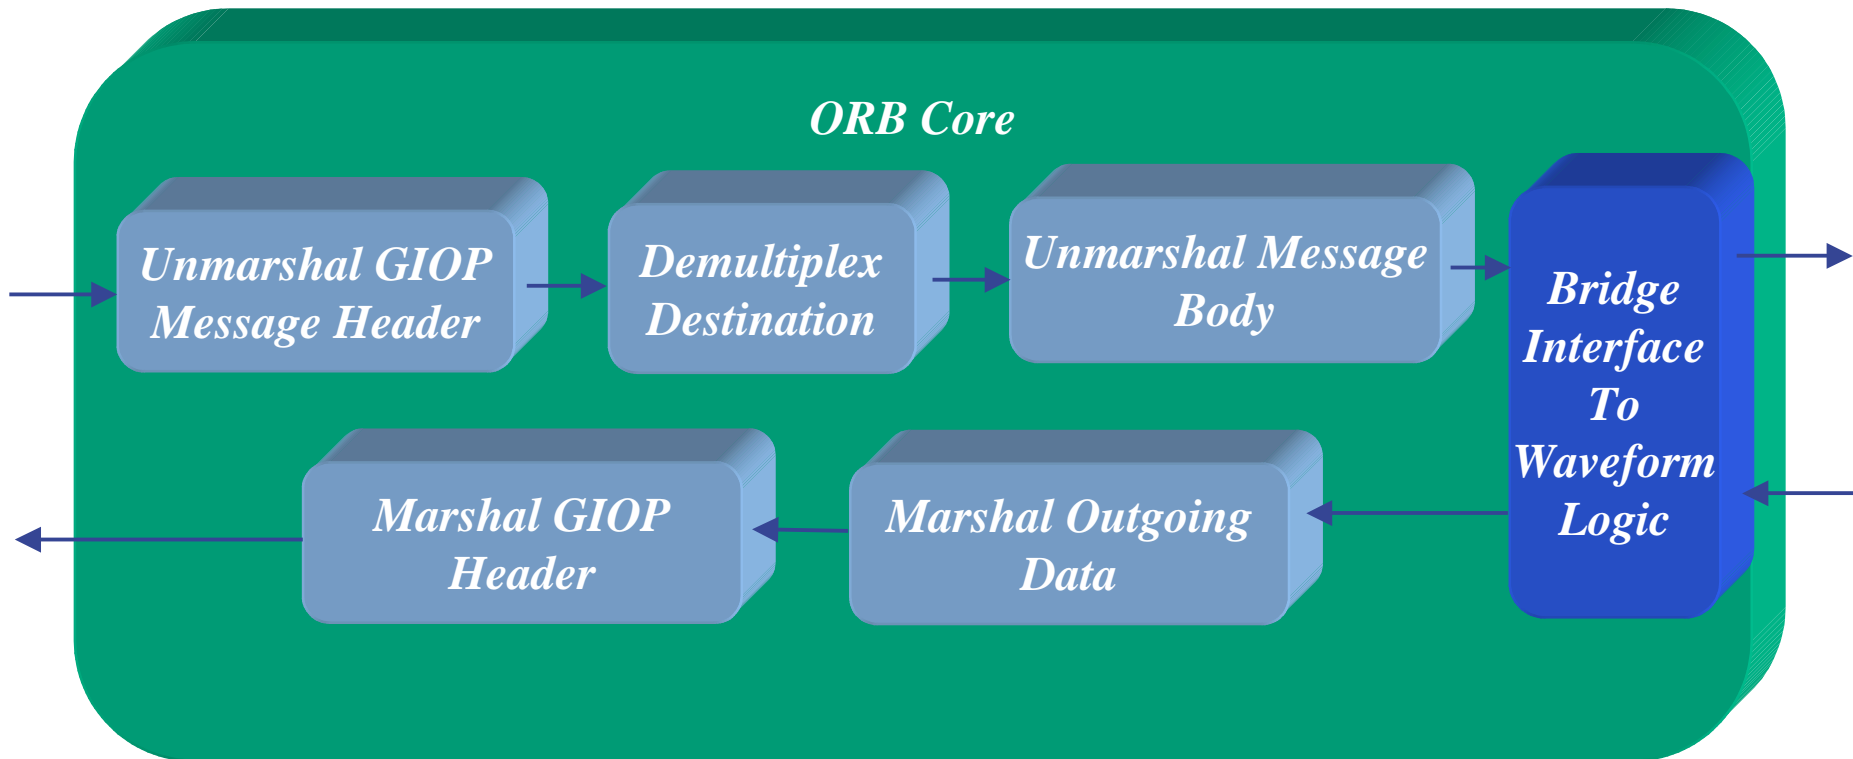 ORB Core
Unmarshal GIOP
Message Header
Demultiplex
Destination
Unmarshal Message
Body
Bridge
Interface
To
Waveform
Logic
Marshal GIOP
Header
Marshal Outgoing
Data